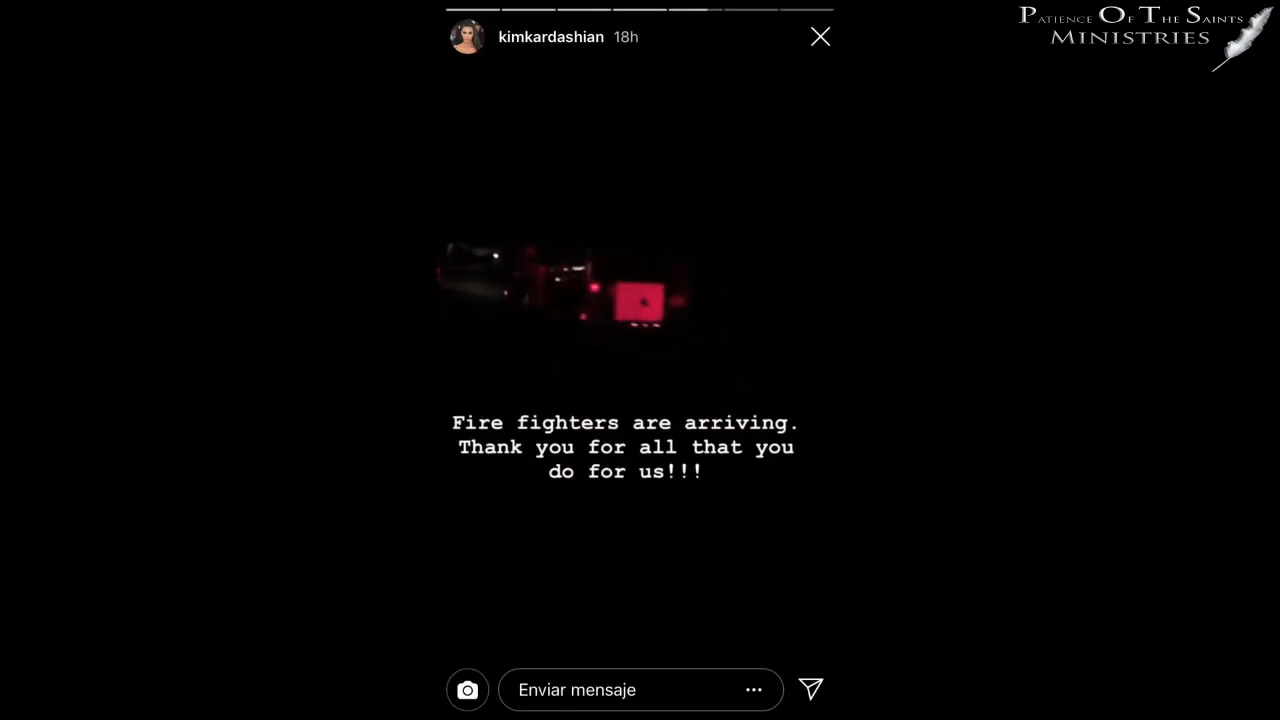 kimkardashian 18h
PATIENCE OF THE SAINTS
MINISTRIES
Fire fighters are arriving.
Thank you for all that you
do for us!!!
Enviar mensaje